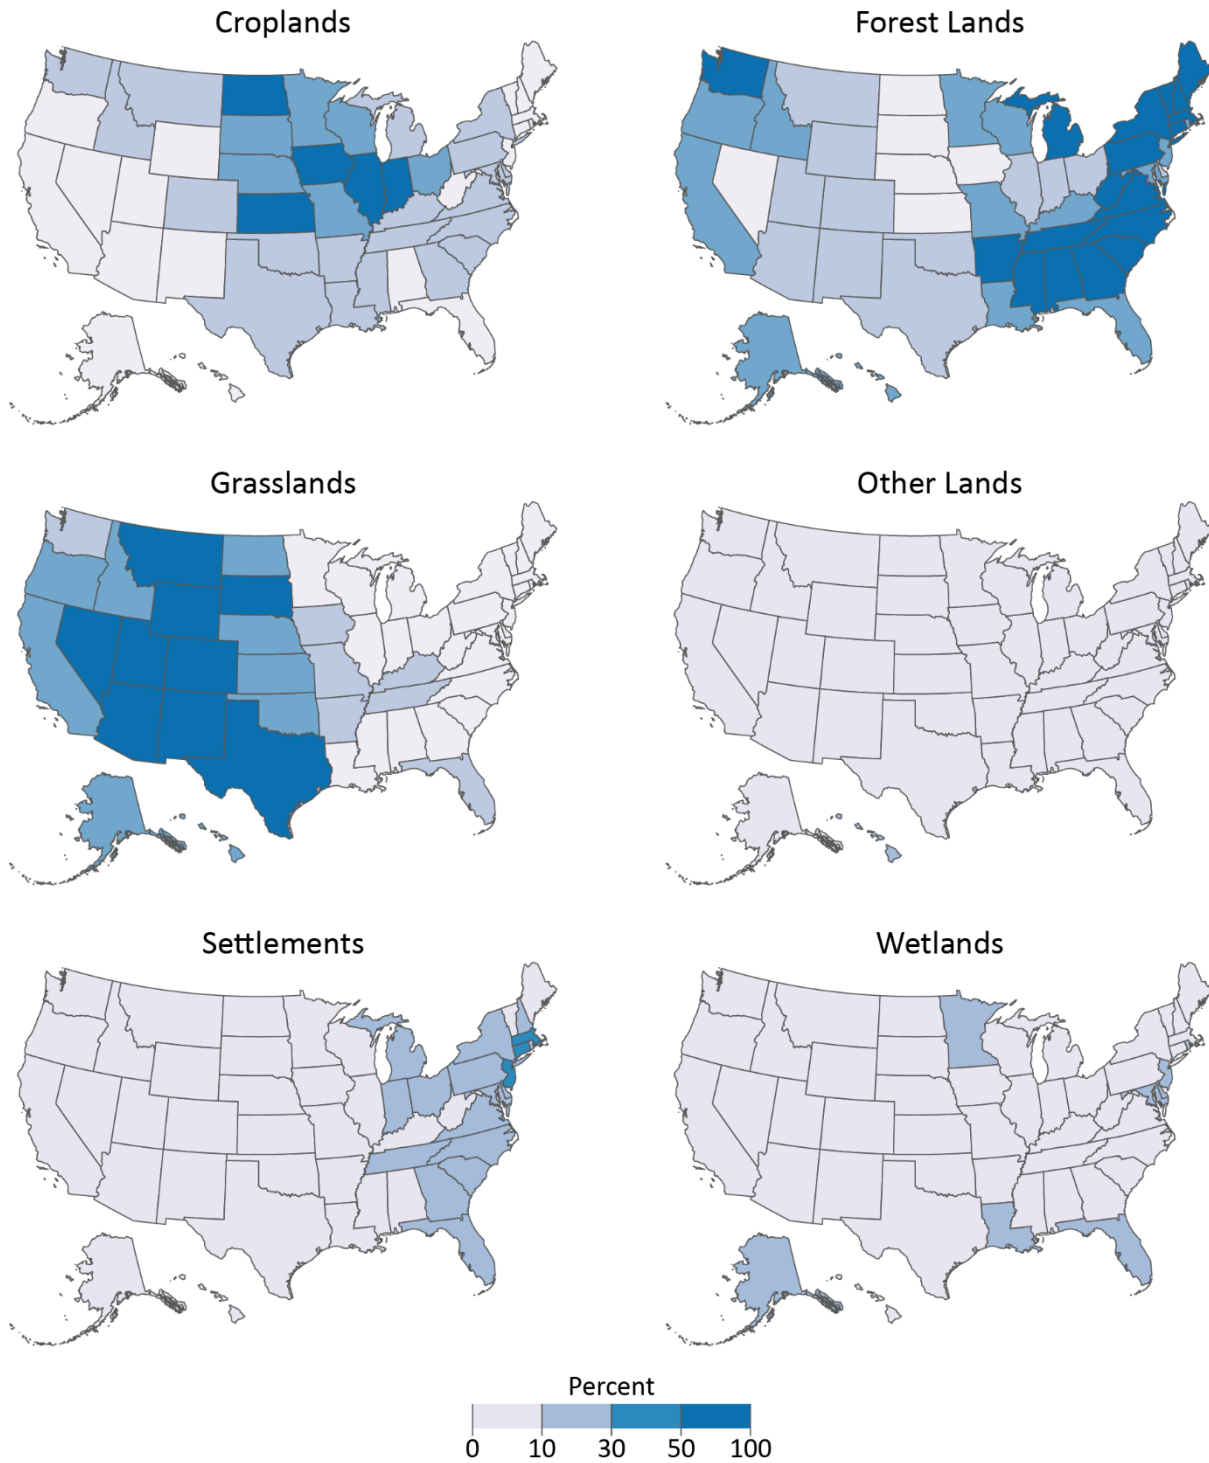 Croplands
Forest Lands
Grasslands
Other Lands
Settlements
Wetlands
Percent
0 10 30 50 100